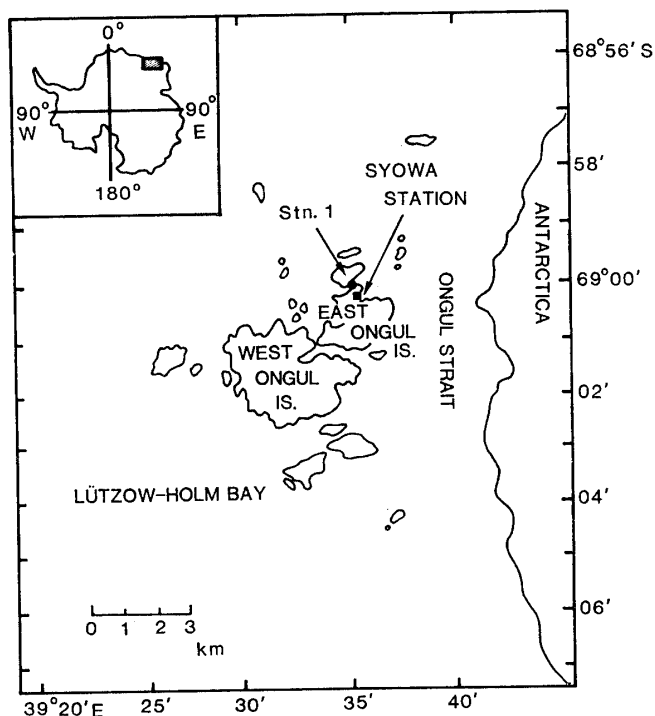 0°
90°
W
90°
E
180°
68°56′ S
58′
SYOWA
STATION
Stn. 1
ANTARCTICA
69°00′
EAST
ONGUL
IS.
ONGUL STRAIT
WEST
ONGUL
IS.
02′
LÜTZOW–HOLM BAY
04′
06′
0 1 2 3
km
39°20′E 25′ 35′ 40′